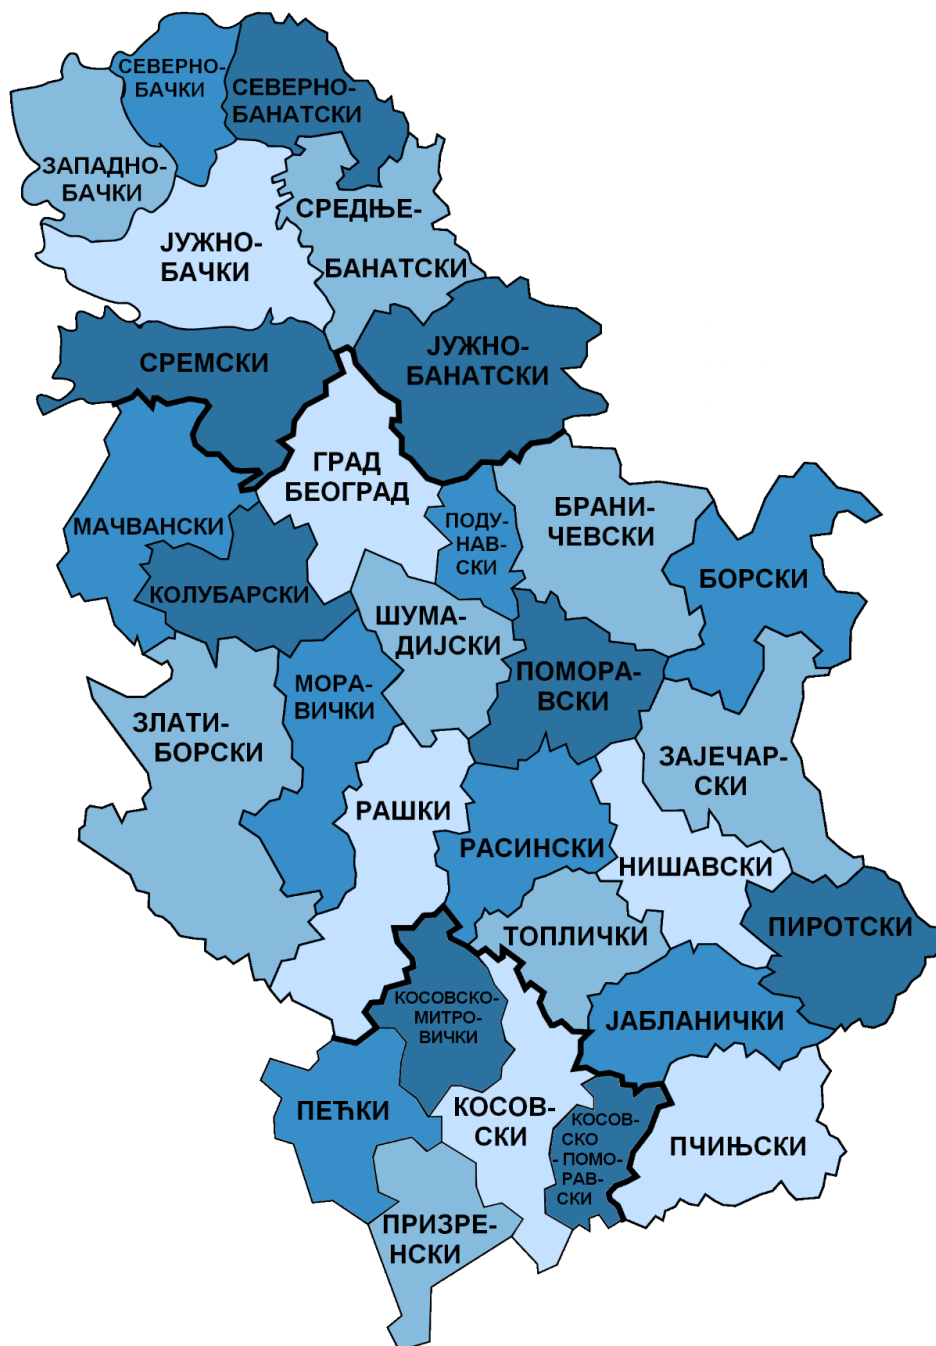 СЕВЕРНО-
БАЧКИ
СЕВЕРНО-
БАНАТСКИ
ЗАПАДНО-
БАЧКИ
СРЕДЊЕ-
БАНАТСКИ
ЈУЖНО-
БАЧКИ
СРЕМСКИ
ЈУЖНО-
БАНАТСКИ
ГРАД
БЕОГРАД
МАЧВАНСКИ
ПОДУ-
НАВ-
СКИ
БРАНИ-
ЧЕВСКИ
БОРСКИ
КОЛУБАРСКИ
ШУМА-
ДИЈСКИ
ПОМОРА-
ВСКИ
МОРА-
ВИЧКИ
ЗЛАТИ-
БОРСКИ
ЗАЈЕЧАР-
СКИ
РАШКИ
РАСИНСКИ
НИШАВСКИ
ТОПЛИЧКИ
ПИРОТСКИ
КОСОВСКО-
МИТРО-
ВИЧКИ
ЈАБЛАНИЧКИ
ПЕЋКИ
КОСОВ-
СКИ
КОСОВ-
СКО
- ПОМО-
РАВ-
СКИ
ПЧИЊСКИ
ПРИЗРЕ-
НСКИ